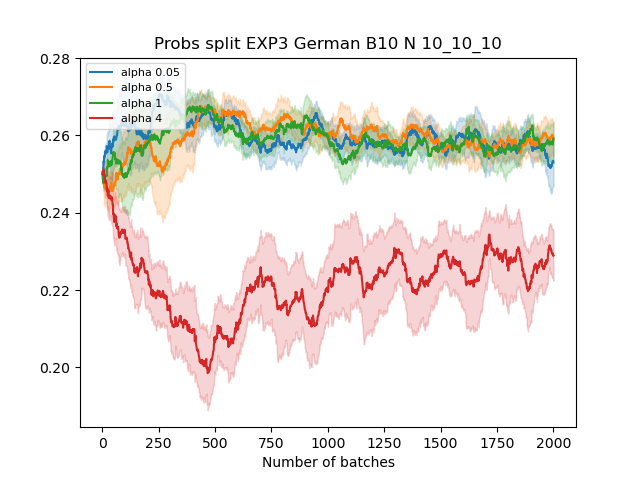 Probs split EXP3 German B10 N 10_10_10
0.28
0.26
0.24
0.22
0.20
alpha 0.05
alpha 0.5
alpha 1
alpha 4
0 250 500 750 1000 1250 1500 1750 2000
Number of batches